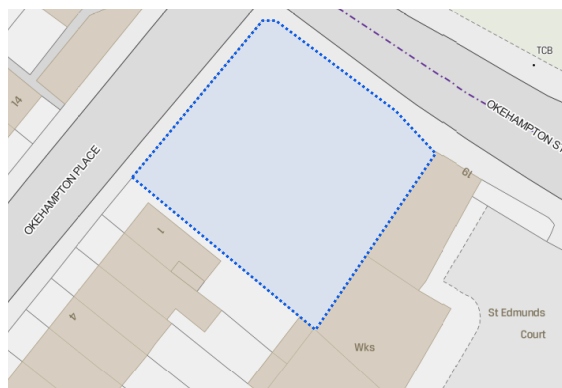 TCB
OKEHAMPTON ST
14
OKEHAMPTON PLACE
19
1
4
St Edmunds
Court
Wks